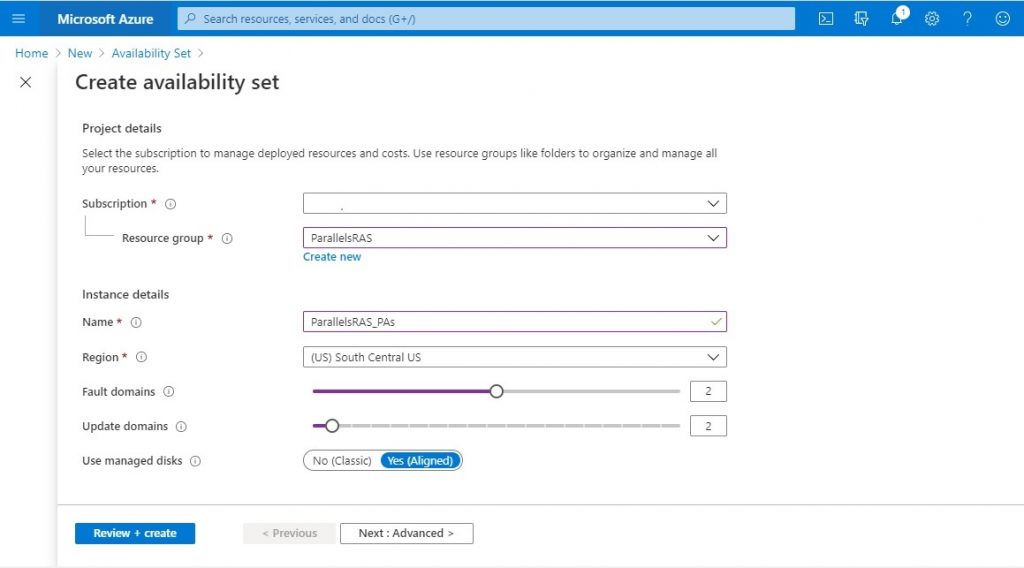 Microsoft Azure
Search resources, services, and docs (G+/)
1
Home > New > Availability Set >
Create availability set
Project details
Select the subscription to manage deployed resources and costs. Use resource groups like folders to organize and manage all
your resources.
Subscription *
Resource group *
ParallelsRAS
Create new
Instance details
Name *
ParallelsRAS_PAs
Region *
(US) South Central US
Fault domains
2
Update domains
2
Use managed disks
No (Classic) Yes (Aligned)
Review + create
< Previous
Next : Advanced >